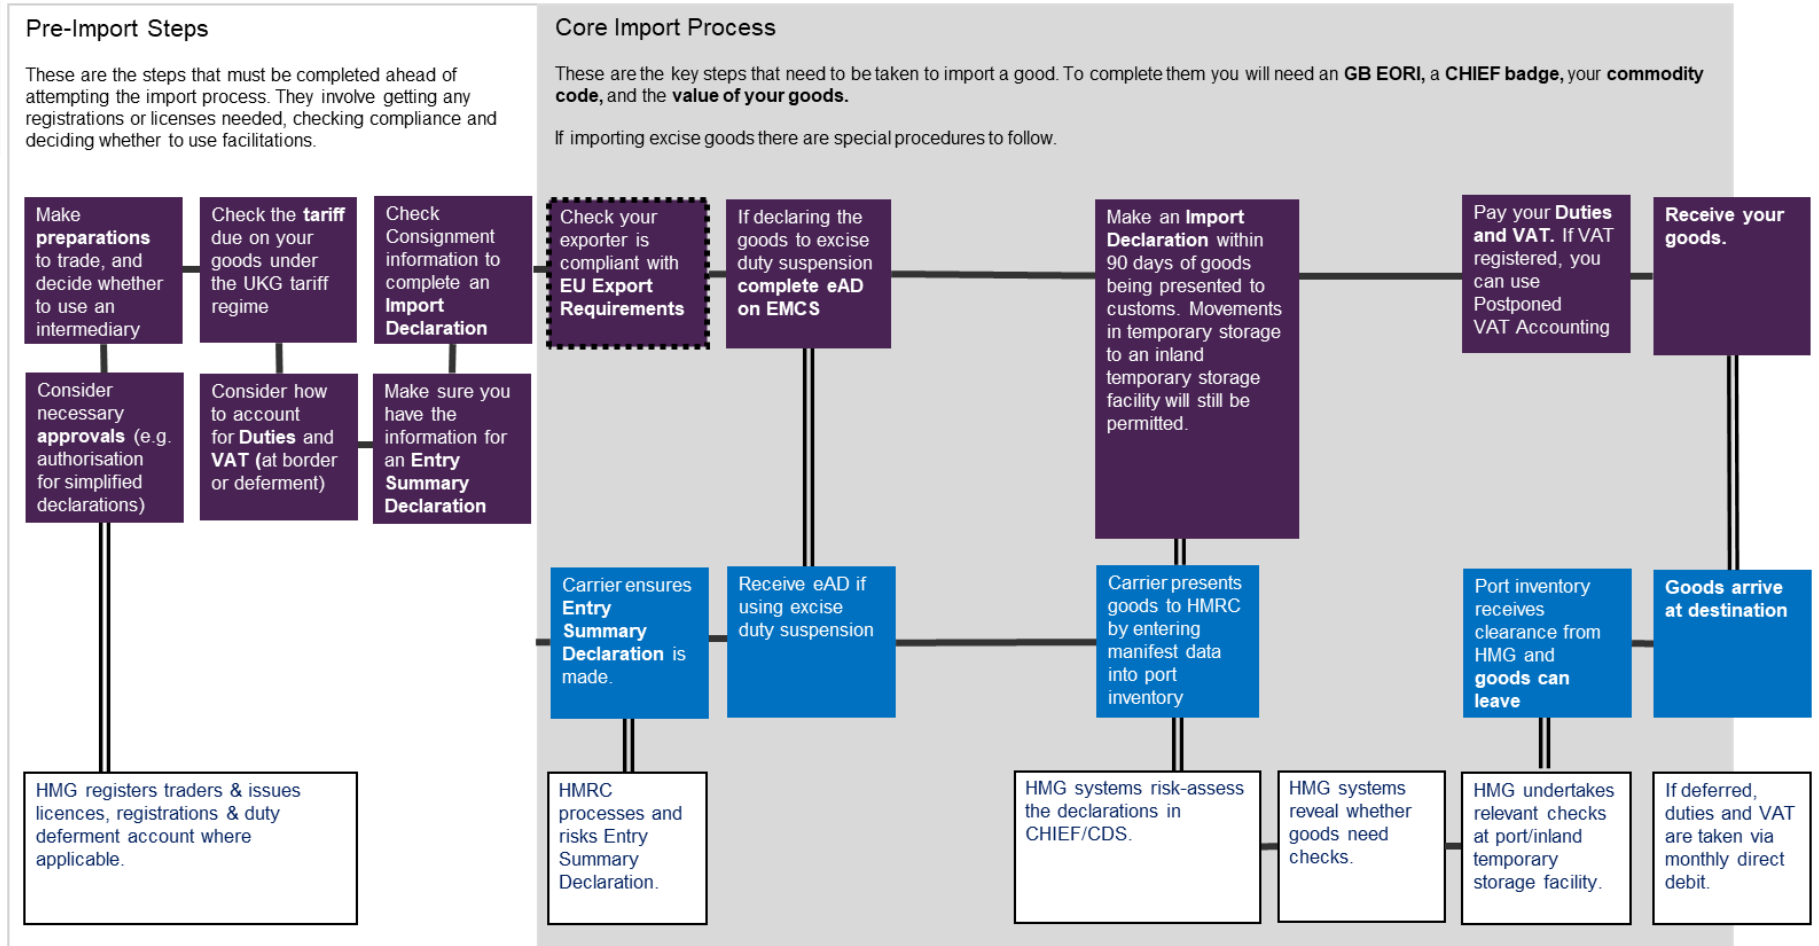 Pre-Import Steps
These are the steps that must be completed ahead of
attempting the import process. They involve getting any
registrations or licenses needed, checking compliance and
deciding whether to use facilitations.
Core Import Process
These are the key steps that need to be taken to import a good. To complete them you will need an GB EORI, a CHIEF badge, your commodity
code, and the value of your goods.
If importing excise goods there are special procedures to follow.
Make
preparations
to trade, and
decide whether
to use an
intermediary
Check the tariff
due on your
goods under
the UKG tariff
regime
Check
Consignment
information to
complete an
Import
Declaration
Check your
exporter is
compliant with
EU Export
Requirements
If declaring the
goods to excise
duty suspension
complete eAD
on EMCS
Make an Import
Declaration within
90 days of goods
being presented to
customs. Movements
in temporary storage
to an inland
temporary storage
facility will still be
permitted.
Pay your Duties
and VAT. If VAT
registered, you
can use
Postponed
VAT Accounting
Receive your
goods.
Consider
necessary
approvals (e.g.
authorisation
for simplified
declarations)
Consider how
to account
for Duties and
VAT (at border
or deferment)
Make sure you
have the
information for
an Entry
Summary
Declaration
Carrier ensures
Entry
Summary
Declaration is
made.
Receive eAD if
using excise
duty suspension
Carrier presents
goods to HMRC
by entering
manifest data
into port
inventory
Port inventory
receives
clearance from
HMG and
goods can
leave
Goods arrive
at destination
HMG registers traders & issues
licences, registrations & duty
deferment account where
applicable.
HMRC
processes and
risks Entry
Summary
Declaration.
HMG systems risk-assess
the declarations in
CHIEF/CDS.
HMG systems
reveal whether
goods need
checks.
HMG undertakes
relevant checks
at port/inland
temporary
storage facility.
If deferred,
duties and VAT
are taken via
monthly direct
debit.